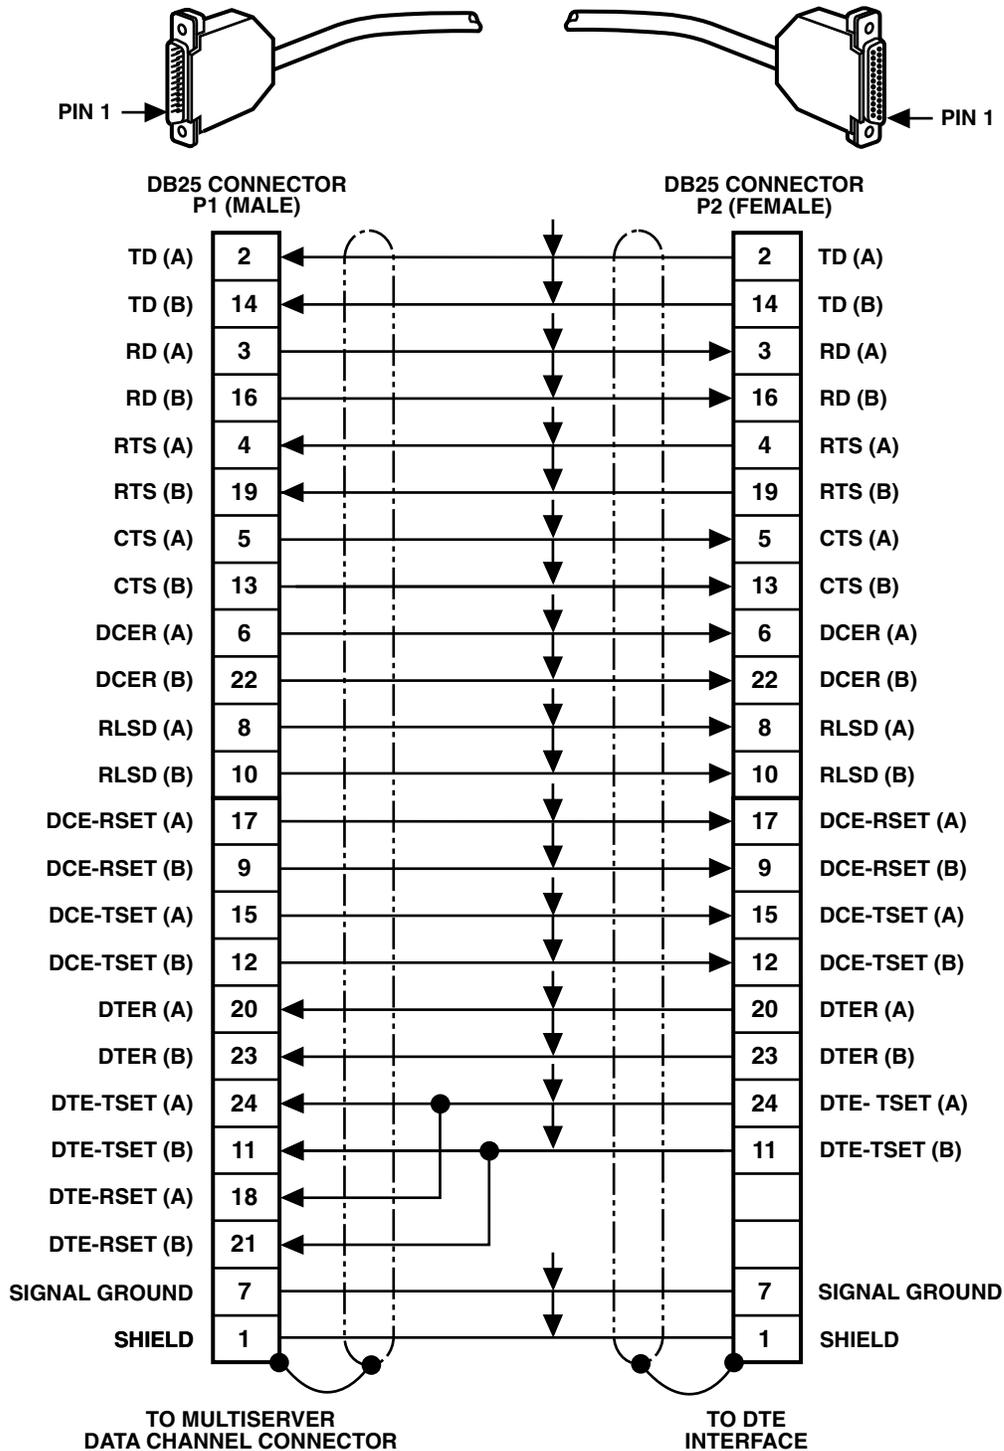 PIN 1
PIN 1
DB25 CONNECTOR
P1 (MALE)
DB25 CONNECTOR
P2 (FEMALE)
TD (A) 2 2 TD (A)
TD (B) 14 14 TD (B)
RD (A) 3 3 RD (A)
RD (B) 16 16 RD (B)
RTS (A) 4 4 RTS (A)
RTS (B) 19 19 RTS (B)
CTS (A) 5 5 CTS (A)
CTS (B) 13 13 CTS (B)
DCER (A) 6 6 DCER (A)
DCER (B) 22 22 DCER (B)
RLSD (A) 8 8 RLSD (A)
RLSD (B) 10 10 RLSD (B)
DCE-RSET (A) 17 17 DCE-RSET (A)
DCE-RSET (B) 9 9 DCE-RSET (B)
DCE-TSET (A) 15 15 DCE-TSET (A)
DCE-TSET (B) 12 12 DCE-TSET (B)
DTER (A) 20 20 DTER (A)
DTER (B) 23 23 DTER (B)
DTE-TSET (A) 24 24 DTE- TSET (A)
DTE-TSET (B) 11 11 DTE-TSET (B)
DTE-RSET (A) 18
DTE-RSET (B) 21
SIGNAL GROUND 7 7 SIGNAL GROUND
SHIELD 1 1 SHIELD
TO MULTISERVER
DATA CHANNEL CONNECTOR
TO DTE
INTERFACE